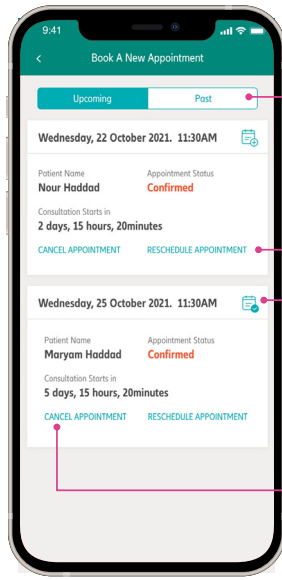 9:41
Book A New Appointment
Upcoming Past
Wednesday, 22 October 2021. 11:30AM
Patient Name Appointment Status
Nour Haddad Confirmed
Consultation Starts in
2 days, 15 hours, 20minutes
CANCEL APPOINTMENT RESCHEDULE APPOINTMENT
Wednesday, 25 October 2021. 11:30AM
Patient Name Appointment Status
Maryam Haddad Confirmed
Consultation Starts in
5 days, 15 hours, 20minutes
CANCEL APPOINTMENT RESCHEDULE APPOINTMENT